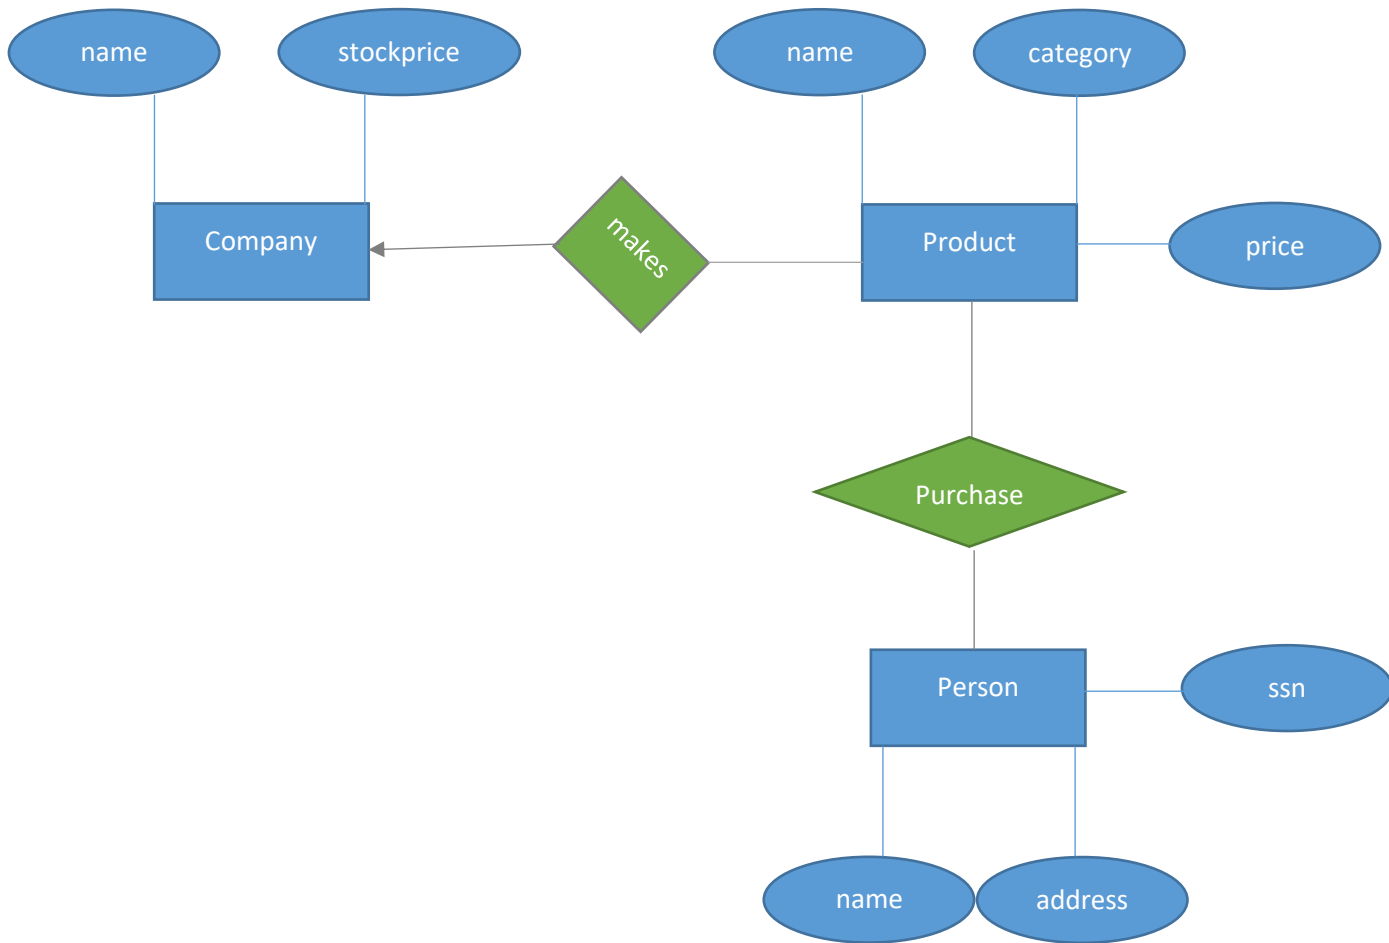 name
stockprice
name
category
Company
makes
Product
price
Purchase
Person
ssn
name
address